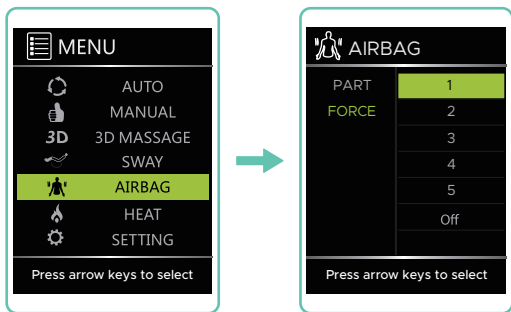 MENU
AUTO
MANUAL
3D 3D MASSAGE
SWAY
AIRBAG
HEAT
SETTING
Press arrow keys to select
AIRBAG
PART 1
FORCE 2
3
4
5
Off
Press arrow keys to select